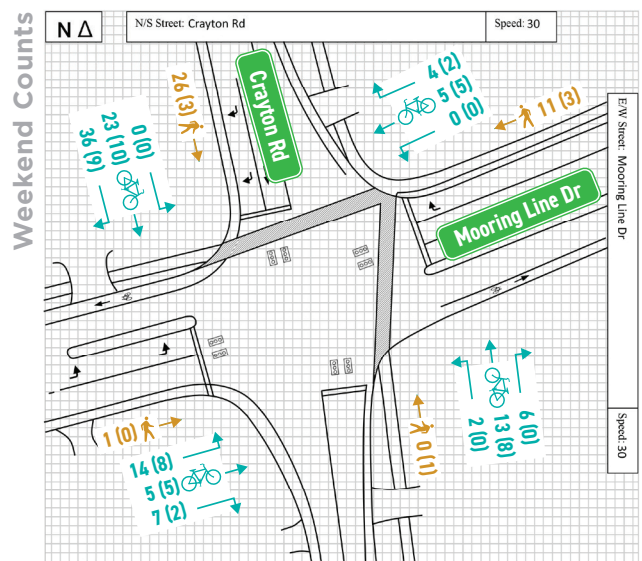 Weekend Counts
N Δ
N/S Street: Crayton Rd
Speed: 30
E/W Street: Mooring Line Dr
Speed: 30
Crayton Rd
Mooring Line Dr
26 (3)
0 (0)
23 (10)
36 (9)
4 (2)
5 (5)
0 (0)
11 (3)
1 (0)
14 (8)
5 (5)
7 (2)
0 (1)
2 (0)
13 (8)
6 (0)